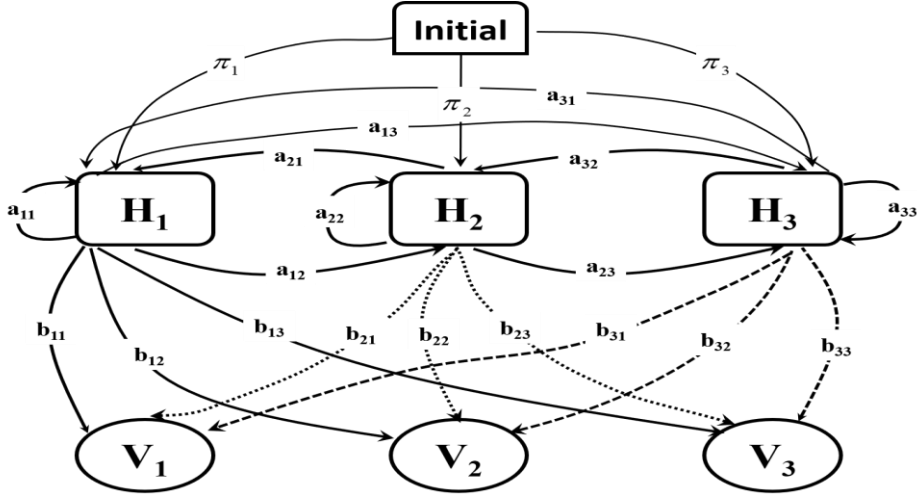 Initial
π₁
π₃
a₃₁
π₂
a₁₃
a₂₁
a₃₂
a₁₁
H₁
a₂₂
H₂
H₃
a₃₃
a₁₂
a₂₃
b₁₁
b₁₂
b₁₃
b₂₁
b₂₂
b₂₃
b₃₁
b₃₂
b₃₃
V₁
V₂
V₃